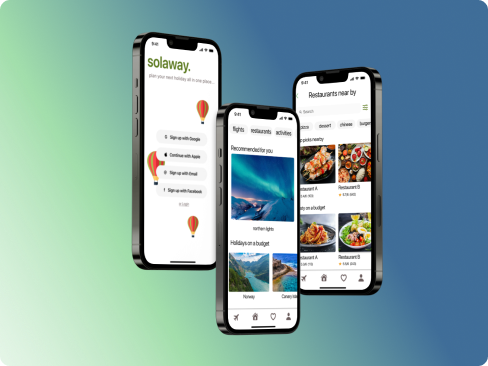 9:41
solaway.
plan your next holiday all in one place.
Sign up with Google
Continue with Apple
Sign up with Email
Sign up with Facebook
9:41
flights restaurants activities
Recommended for you
northern lights
Holidays on a budget
Norway
Canary
9:41
Restaurants near by
Search
pizza dessert chinese burger
picks nearby
Restaurant A
Restaurant B
on a budget
Restaurant A
Restaurant B